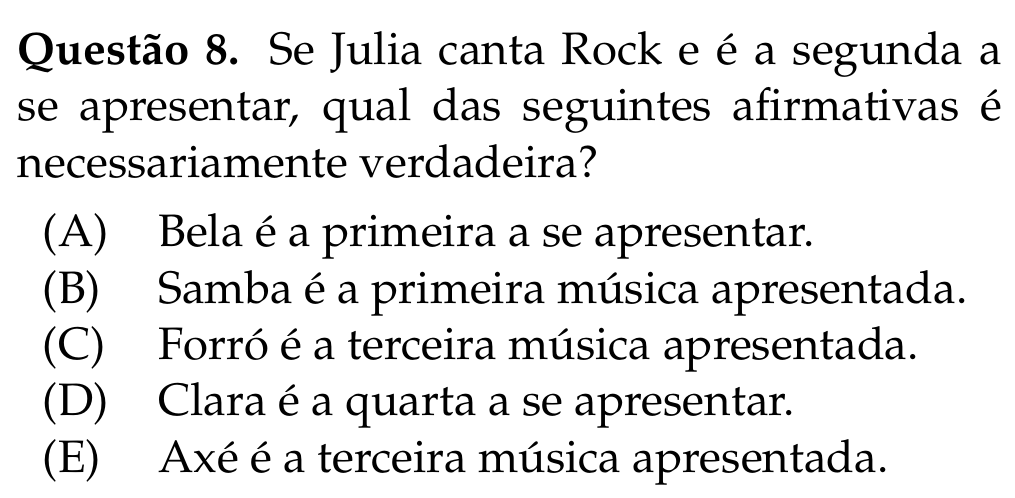 Questão 8. Se Julia canta Rock e é a segunda a
se apresentar, qual das seguintes afirmativas é
necessariamente verdadeira?
(A) Bela é a primeira a se apresentar.
(B) Samba é a primeira música apresentada.
(C) Forró é a terceira música apresentada.
(D) Clara é a quarta a se apresentar.
(E) Axé é a terceira música apresentada.